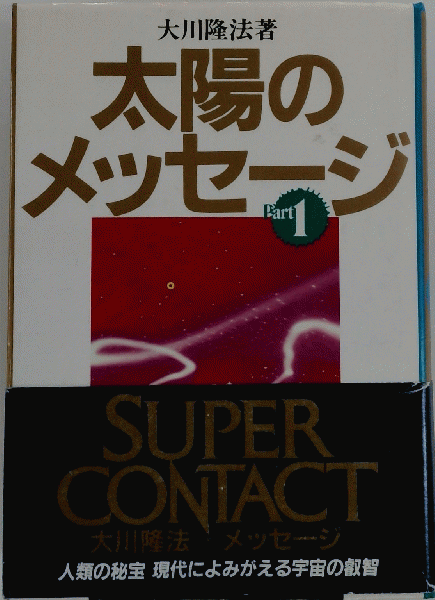 大川隆法著
太陽の
メッセージ
Part 1
SUPER
CONTACT
大川隆法 メッセージ
人類の秘宝 現代によみがえる宇宙の叡智